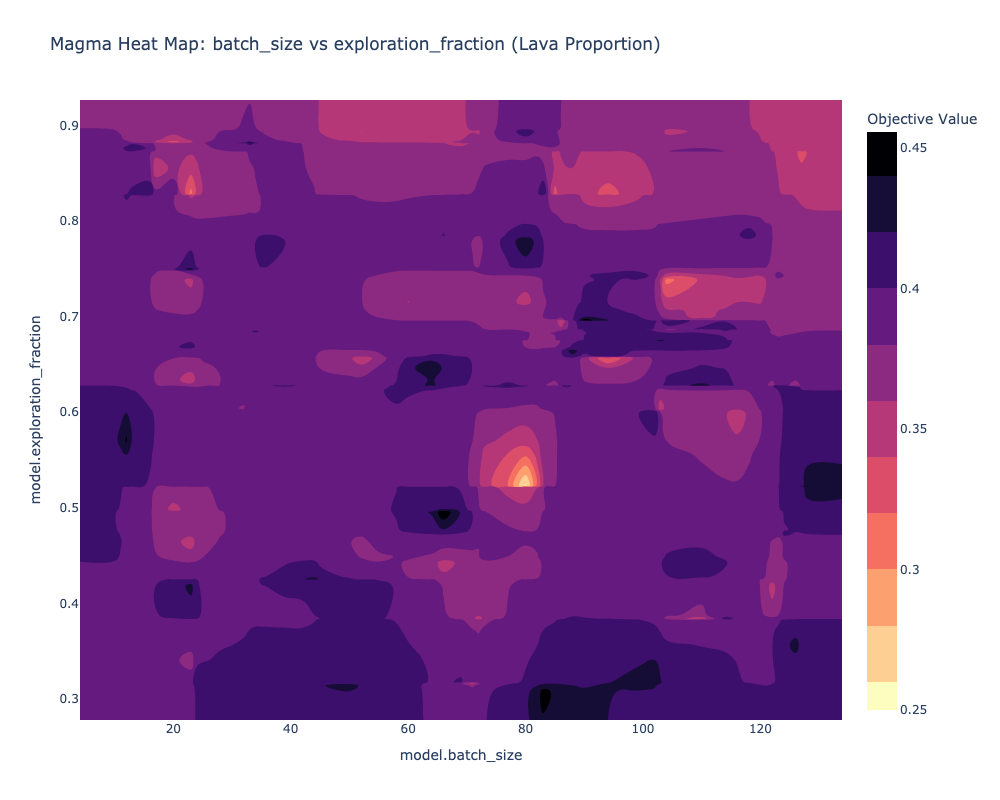 Magma Heat Map: batch_size vs exploration_fraction (Lava Proportion)
Objective Value
0.45
0.4
0.35
0.3
0.25
0.9
0.8
0.7
0.6
0.5
0.4
0.3
model.exploration_fraction
20 40 60 80 100 120
model.batch_size